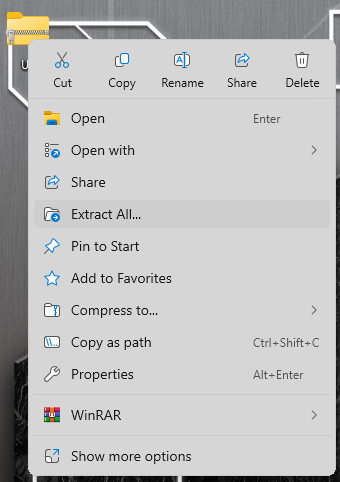 Cut Copy Rename Share Delete
Open Enter
Open with
Share
Extract All...
Pin to Start
Add to Favorites
Compress to...
Copy as path Ctrl+Shift+C
Properties Alt+Enter
WinRAR
Show more options